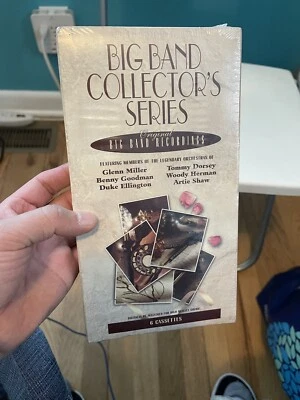 BIG BAND
COLLECTOR'S
SERIES
Original
BIG BAND RECORDINGS
FEATURING MEMBERS OF THE LEGENDARY ORCHESTRAS OF
Glenn Miller
Benny Goodman
Duke Ellington
Tommy Dorsey
Woody Herman
Artie Shaw
6 CASSETTES